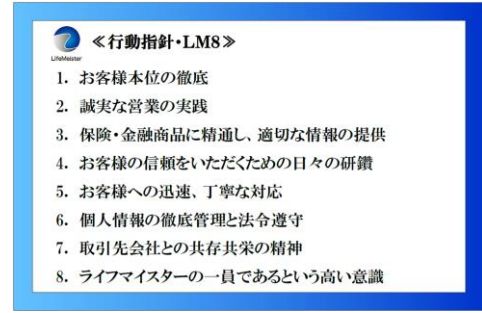 ≪行動指針・LM8≫
LifeMeister
1. お客様本位の徹底
2. 誠実な営業の実践
3. 保険・金融商品に精通し、適切な情報の提供
4. お客様の信頼をいただくための日々の研鑽
5. お客様への迅速、丁寧な対応
6. 個人情報の徹底管理と法令遵守
7. 取引先会社との共存共栄の精神
8. ライフマイスターの一員であるという高い意識